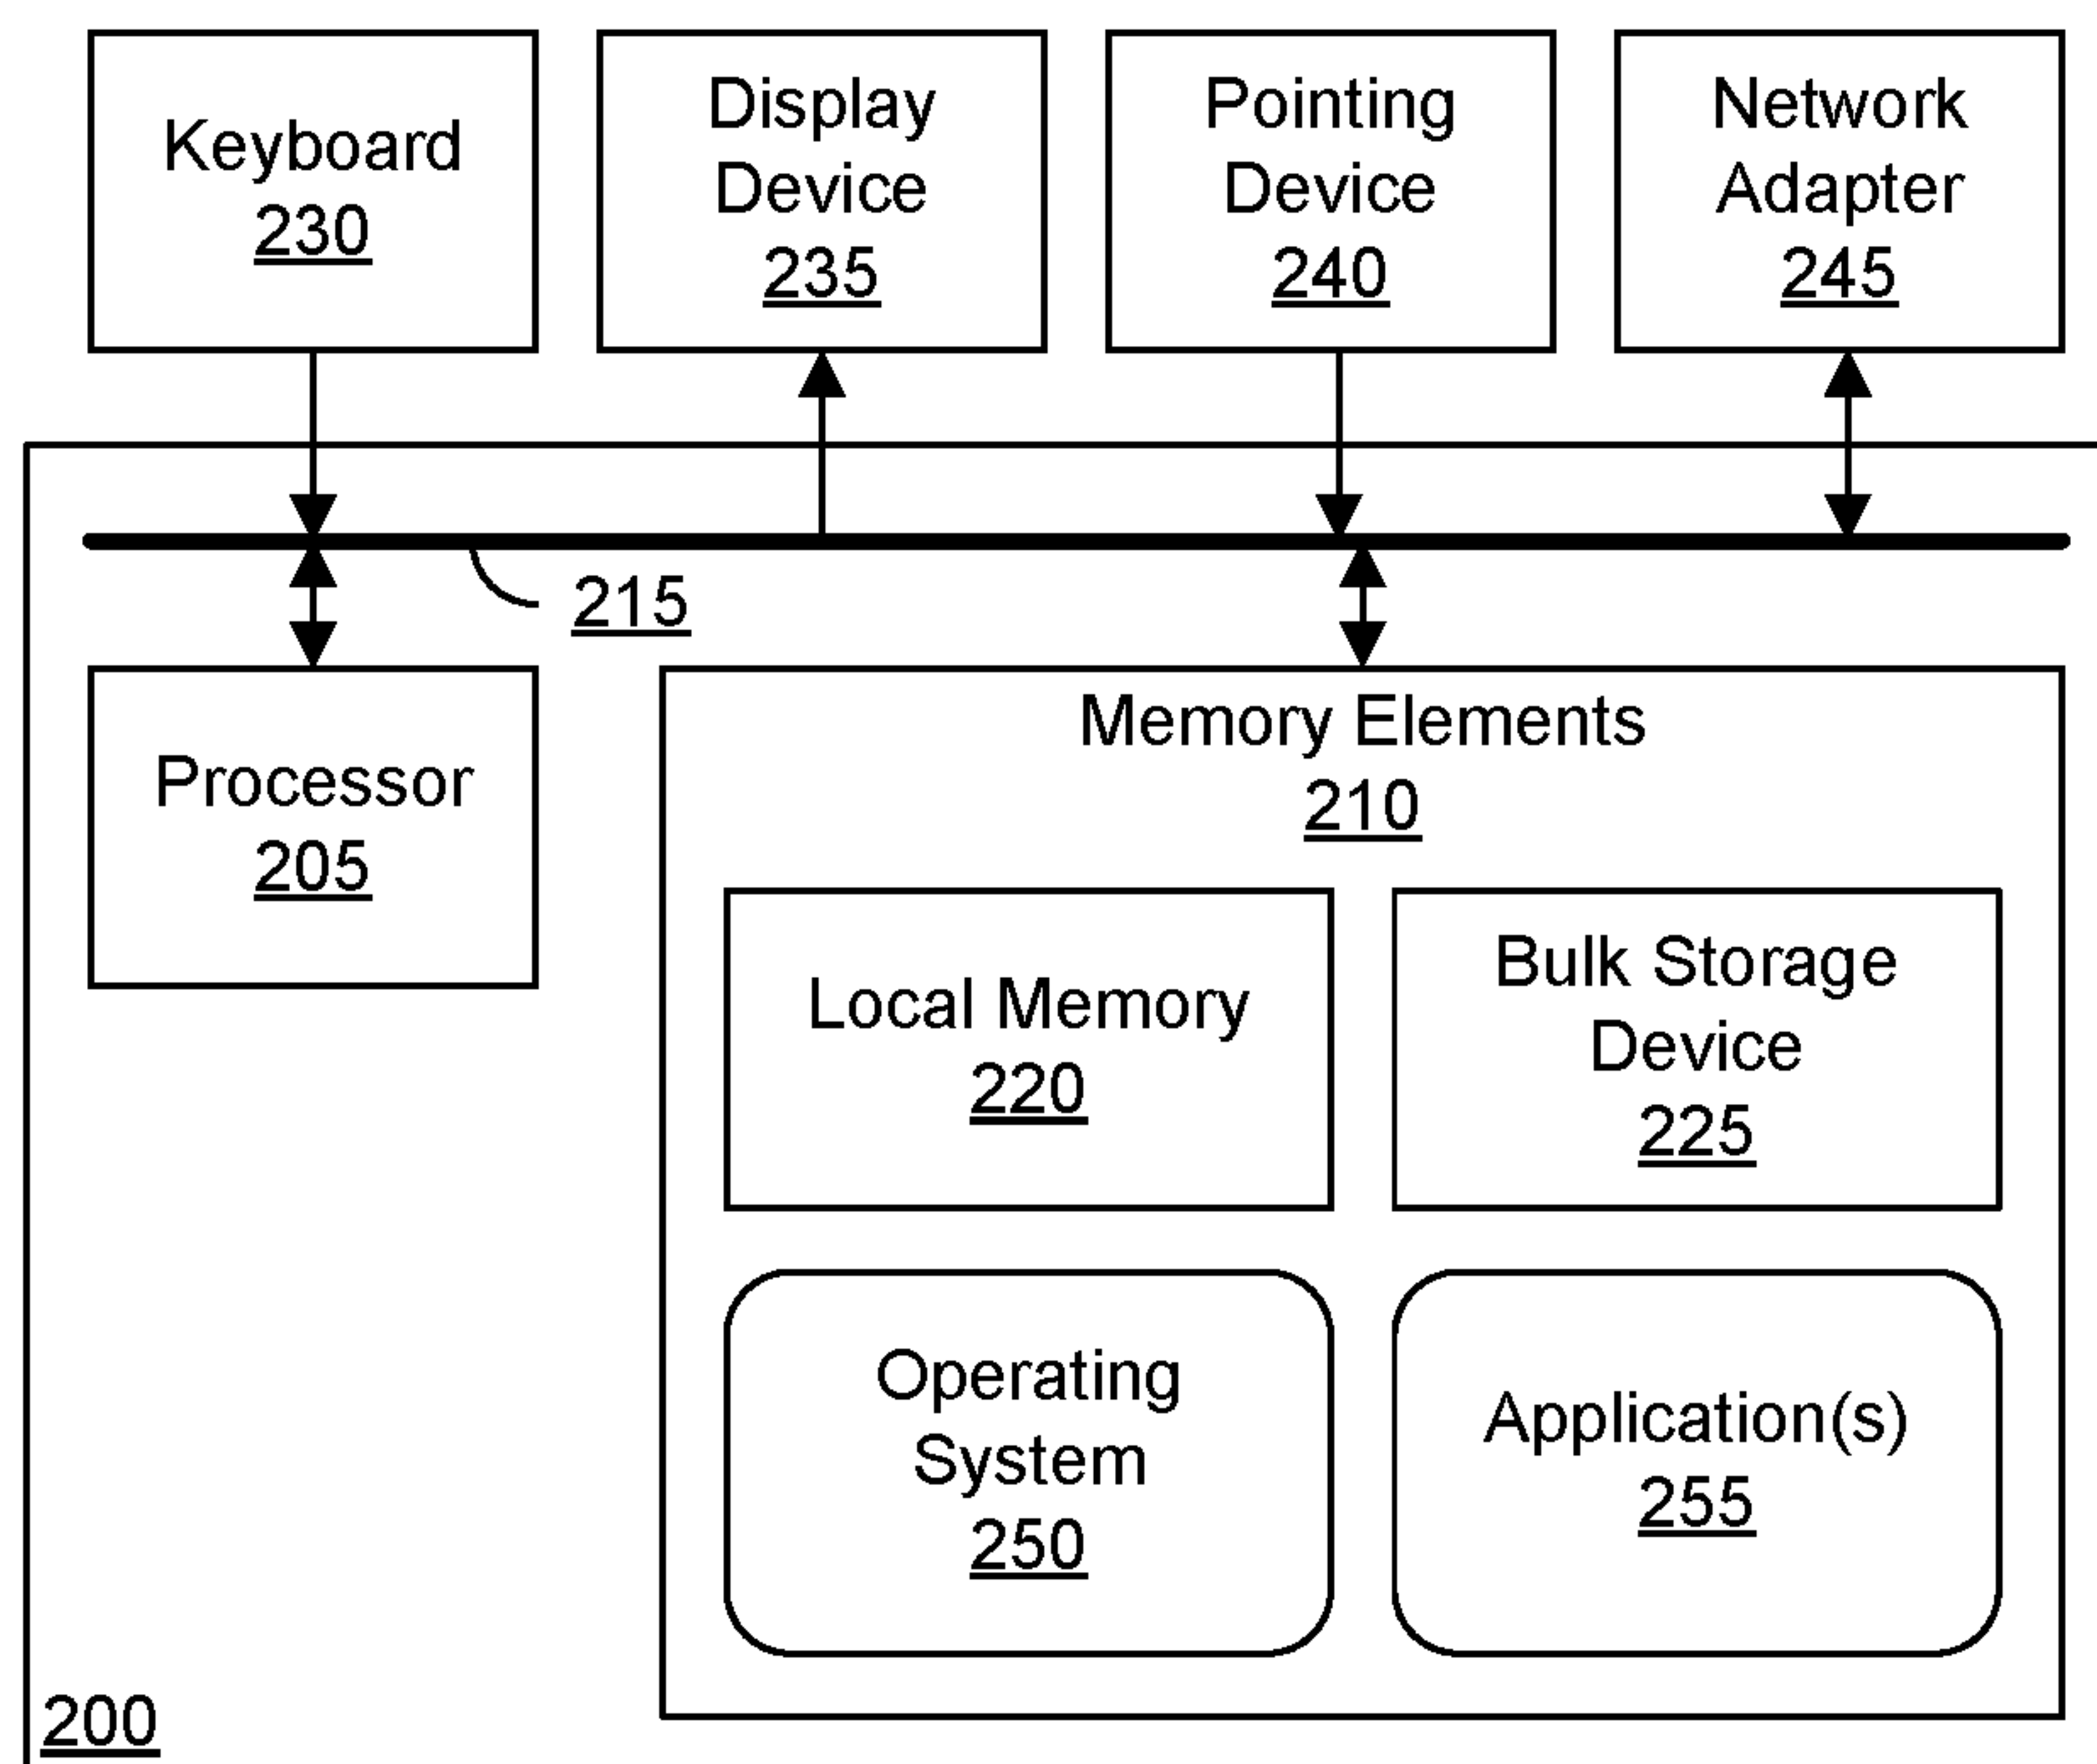 Keyboard
230
Display
Device
235
Pointing
Device
240
Network
Adapter
245
215
Processor
205
Memory Elements
210
Local Memory
220
Bulk Storage
Device
225
Operating
System
250
Application(s)
255
200